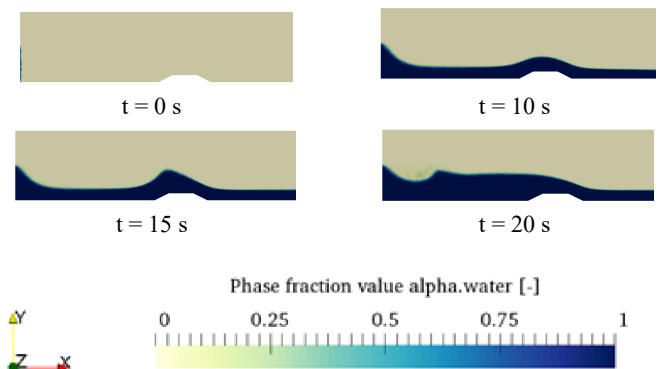 t = 0 s
t = 10 s
t = 15 s
t = 20 s
Phase fraction value alpha.water [-]
0 0.25 0.5 0.75 1
Y
Z X